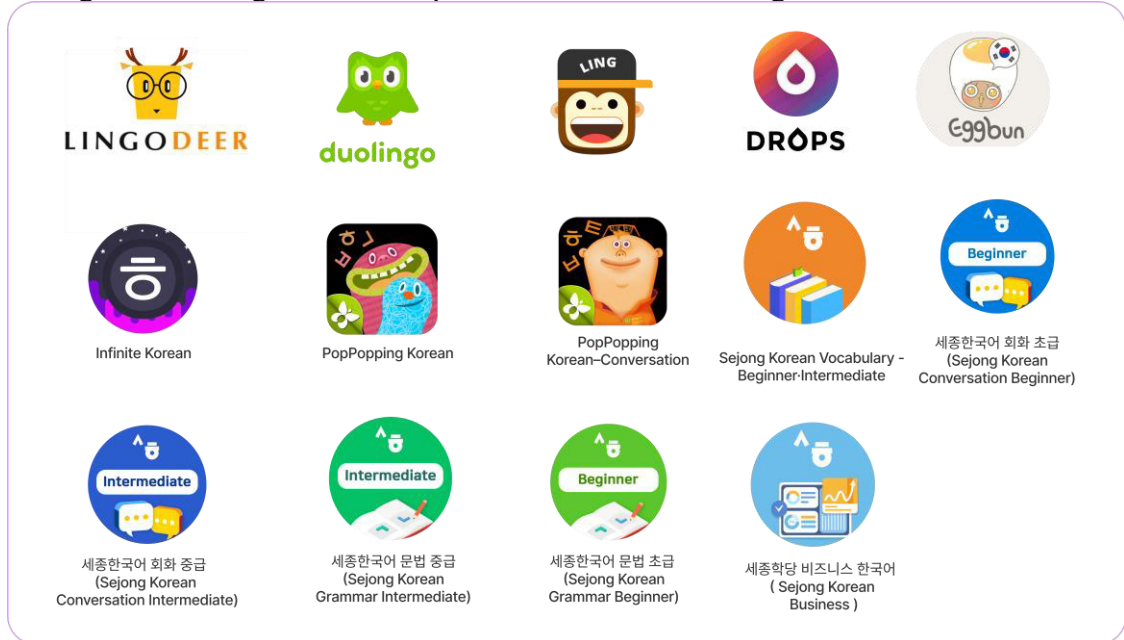 LINGODEER
duolingo
LING
DROPS
Eggbun
ㅎ
Infinite Korean
ㅂㅎㄴ
PopPopping Korean
ㅂㅎㅌ
PopPopping
Korean–Conversation
Sejong Korean Vocabulary -
Beginner·Intermediate
Beginner
세종한국어 회화 초급
(Sejong Korean
Conversation Beginner)
Intermediate
세종한국어 회화 중급
(Sejong Korean
Conversation Intermediate)
Intermediate
세종한국어 문법 중급
(Sejong Korean
Grammar Intermediate)
Beginner
세종한국어 문법 초급
(Sejong Korean
Grammar Beginner)
세종학당 비즈니스 한국어
( Sejong Korean
Business )